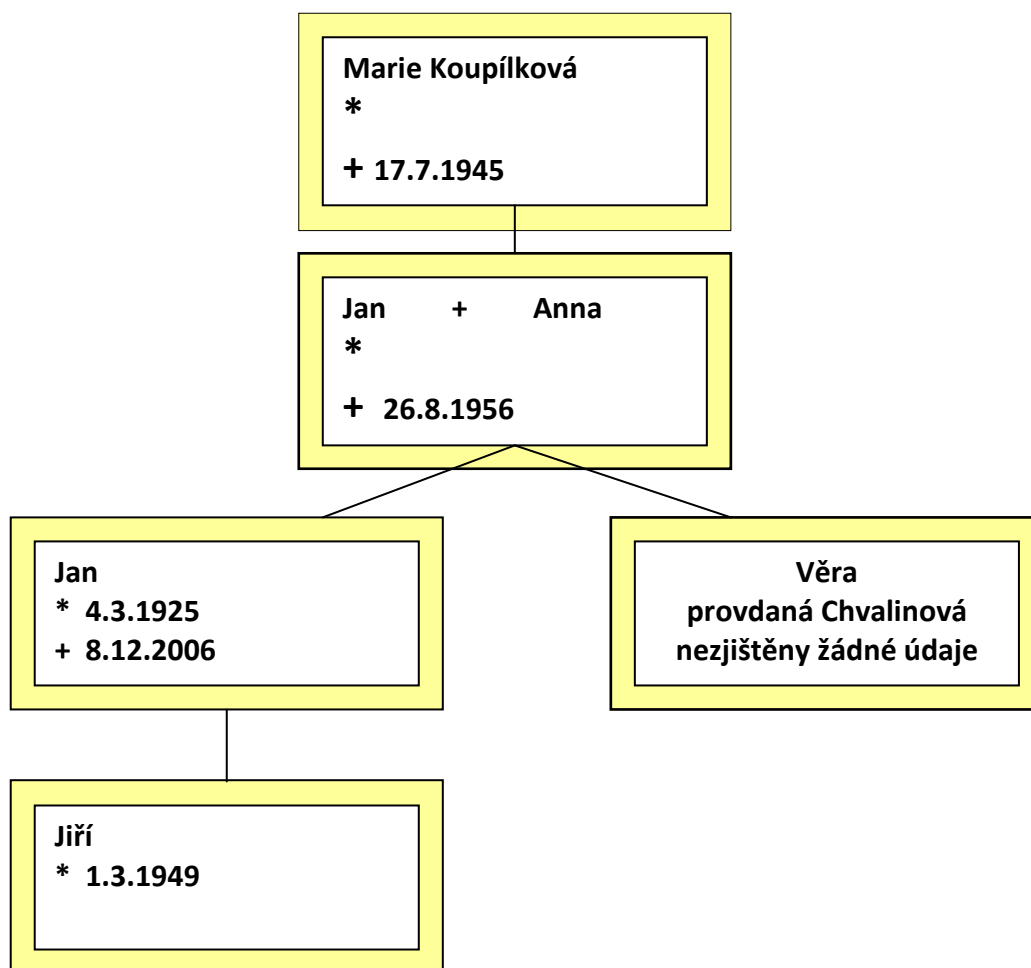 Marie Koupílková
*
+ 17.7.1945
Jan + Anna
*
+ 26.8.1956
Jan
* 4.3.1925
+ 8.12.2006
Věra
provdaná Chvalinová
nezjištěny žádné údaje
Jiří
* 1.3.1949